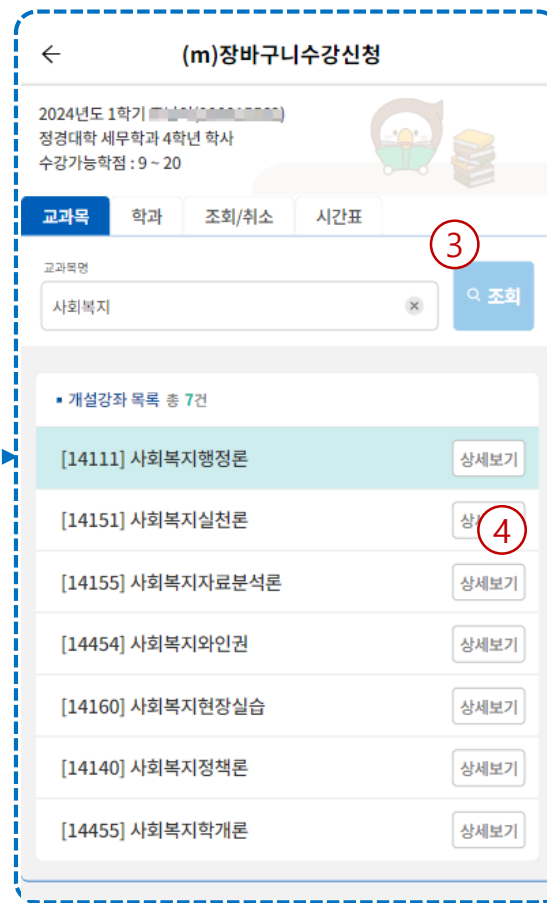 (m)장바구니수강신청
2024년도 1학기
정경대학 세무학과 4학년 학사
수강가능학점 : 9 ~ 20
교과목 학과 조회/취소 시간표
③
교과목명
사회복지
조회
▪ 개설강좌 목록 총 7건
[14111] 사회복지행정론 상세보기
[14151] 사회복지실천론 상
④
[14155] 사회복지자료분석론 상세보기
[14454] 사회복지와인권 상세보기
[14160] 사회복지현장실습 상세보기
[14140] 사회복지정책론 상세보기
[14455] 사회복지학개론 상세보기